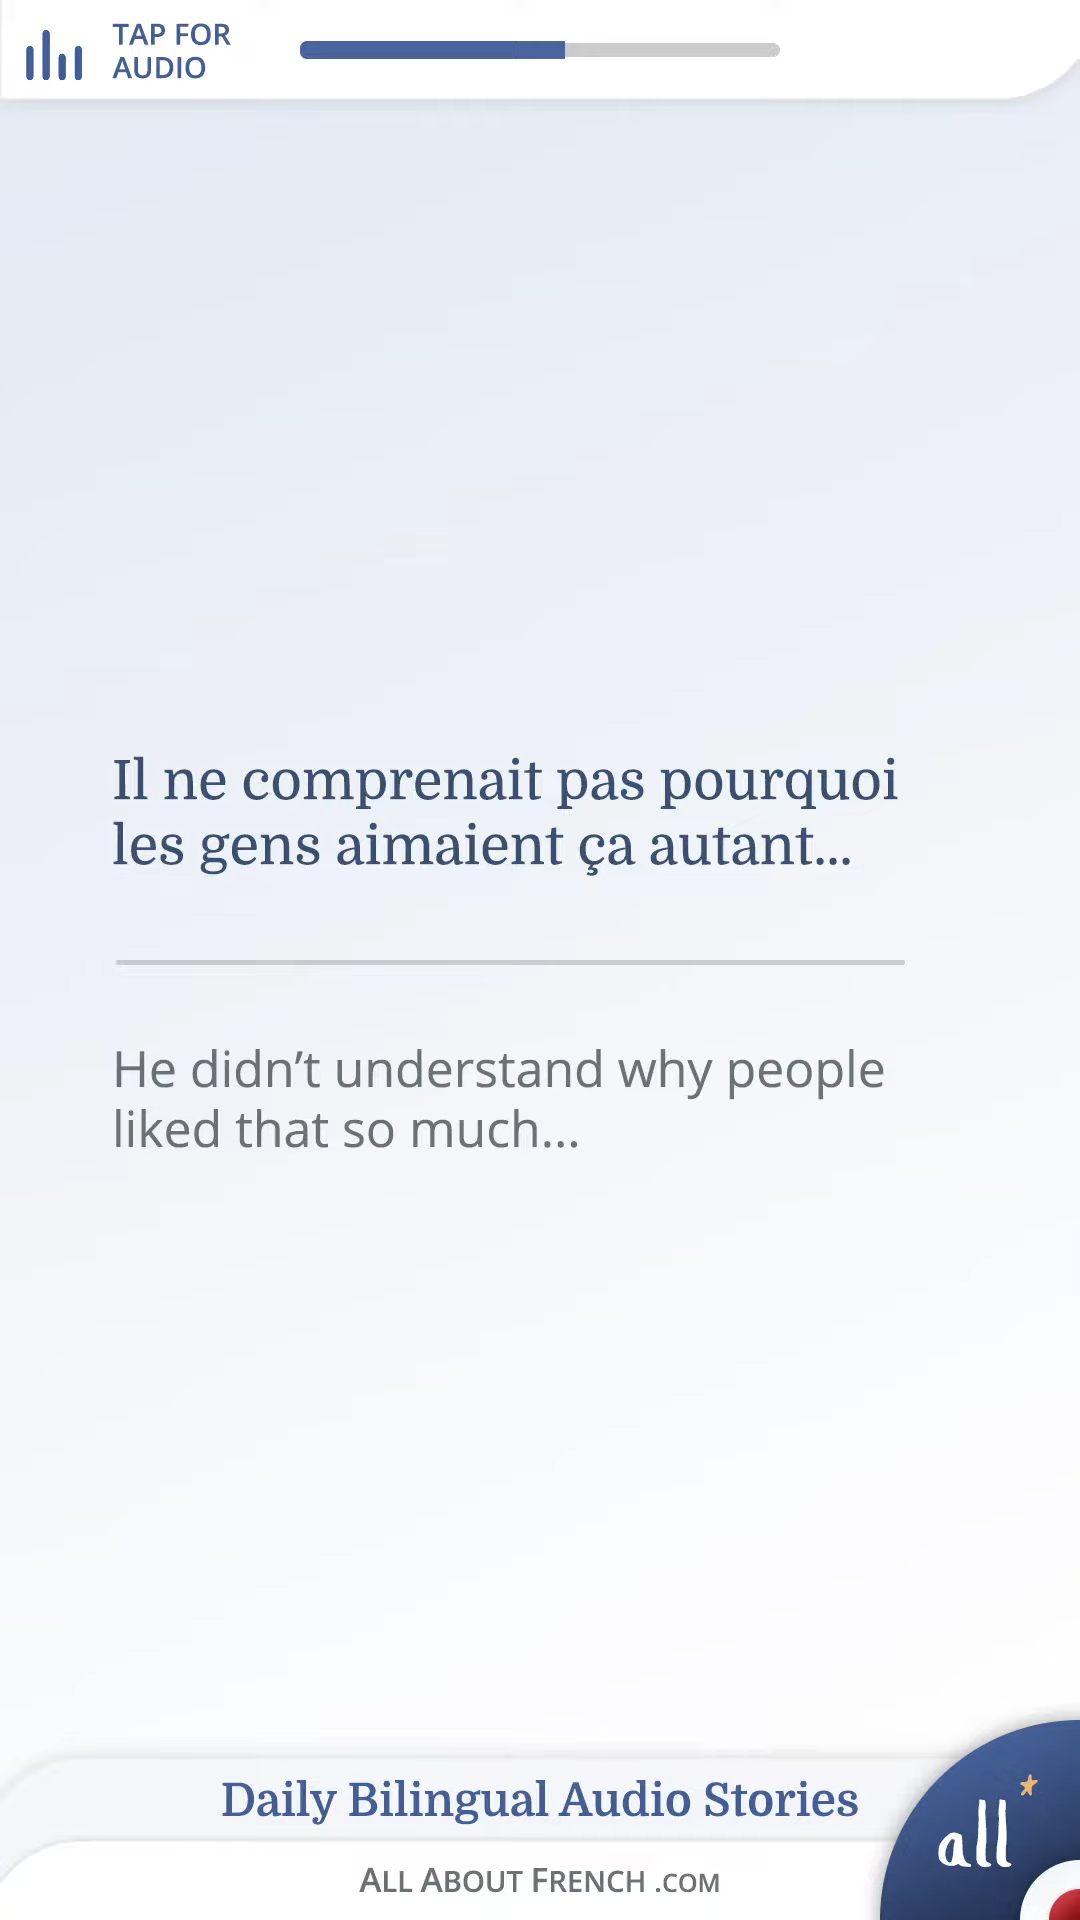 TAP FOR
AUDIO
Il ne comprenait pas pourquoi
les gens aimaient ça autant...
He didn’t understand why people
liked that so much...
Daily Bilingual Audio Stories
all
ALL ABOUT FRENCH .COM